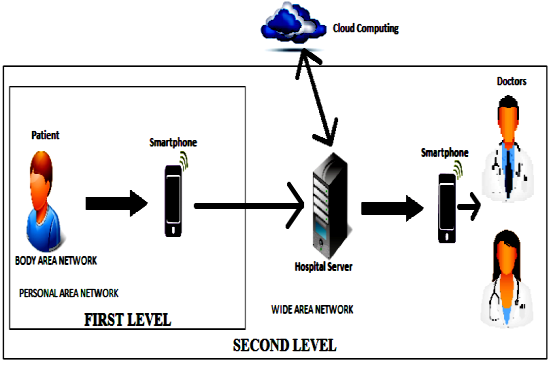 Cloud Computing
Doctors
Patient
Smartphone
Smartphone
BODY AREA NETWORK
Hospital Server
PERSONAL AREA NETWORK
WIDE AREA NETWORK
FIRST LEVEL
SECOND LEVEL